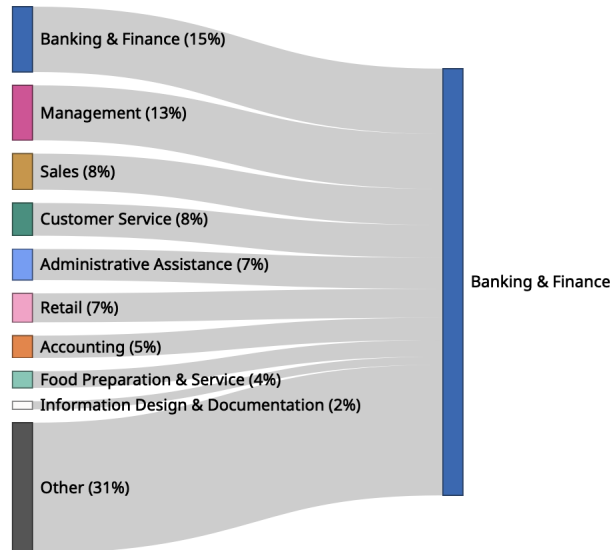 Banking & Finance (15%)
Management (13%)
Sales (8%)
Customer Service (8%)
Administrative Assistance (7%)
Banking & Finance
Retail (7%)
Accounting (5%)
Food Preparation & Service (4%)
Information Design & Documentation (2%)
Other (31%)